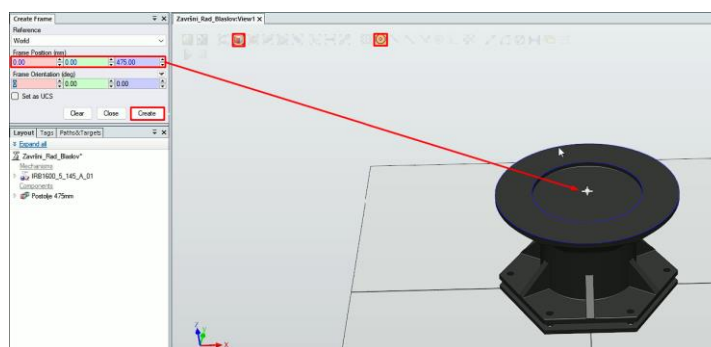 Create Frame
Završni_Rad_Blaslov:View1
Reference
World
Frame Position (mm)
0.00 0.00 475.00
Frame Orientation (deg)
0.00 0.00
Set as UCS
Clear Close Create
Layout Tags Paths&Targets
Expand all
Završni_Rad_Blaslov*
Mechanisms
IRB1600_5_145_A_01
Components
Postolje 475mm
Z
Y
X